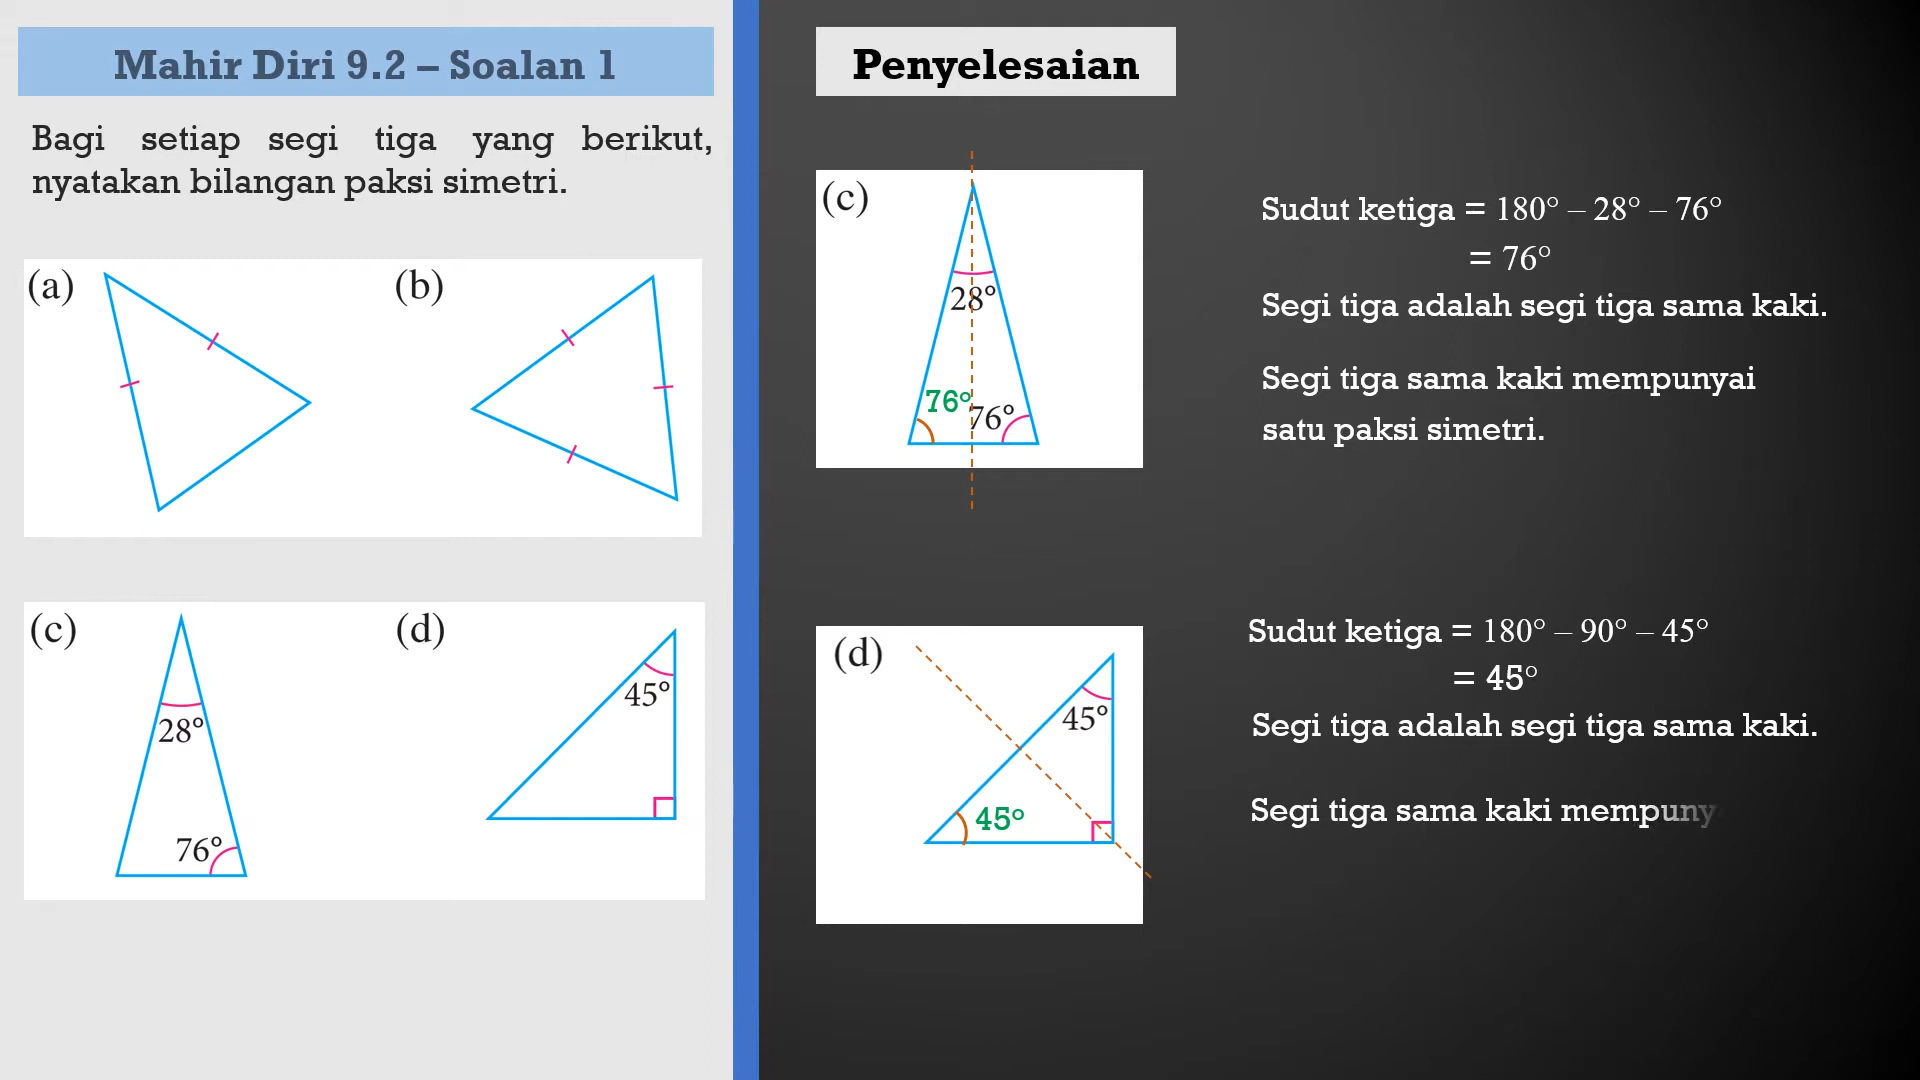 Mahir Diri 9.2 – Soalan 1
Bagi setiap segi tiga yang berikut,
nyatakan bilangan paksi simetri.
(a)
(b)
(c)
28°
76°
(d)
45°
Penyelesaian
(c)
28°
76°
76°
Sudut ketiga = 180° – 28° – 76°
= 76°
Segi tiga adalah segi tiga sama kaki.
Segi tiga sama kaki mempunyai
satu paksi simetri.
(d)
45°
45°
Sudut ketiga = 180° – 90° – 45°
= 45°
Segi tiga adalah segi tiga sama kaki.
Segi tiga sama kaki mempuny